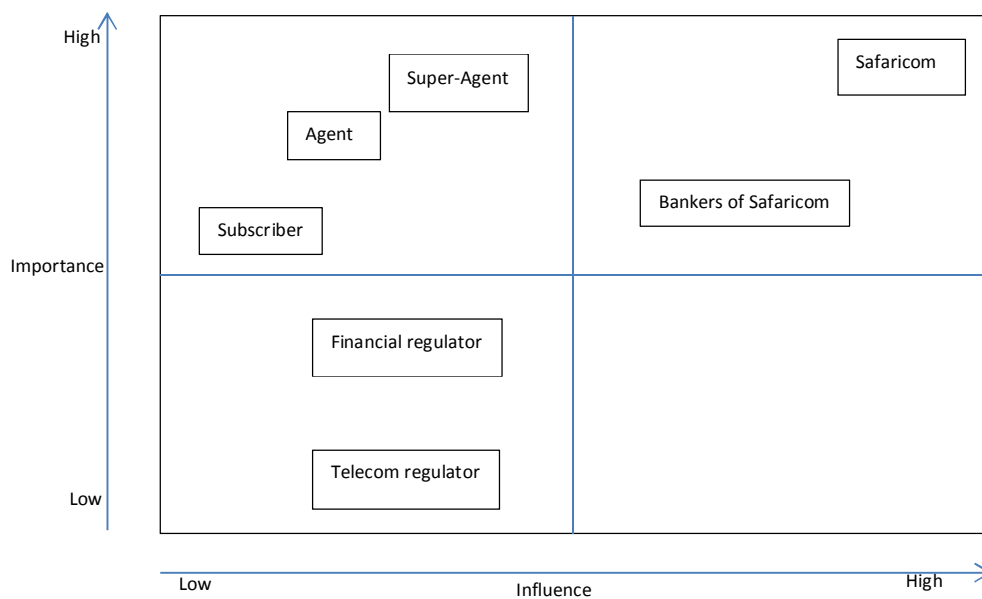 High
Safaricom
Super-Agent
Agent
Bankers of Safaricom
Subscriber
Importance
Financial regulator
Telecom regulator
Low
Low
Influence
High